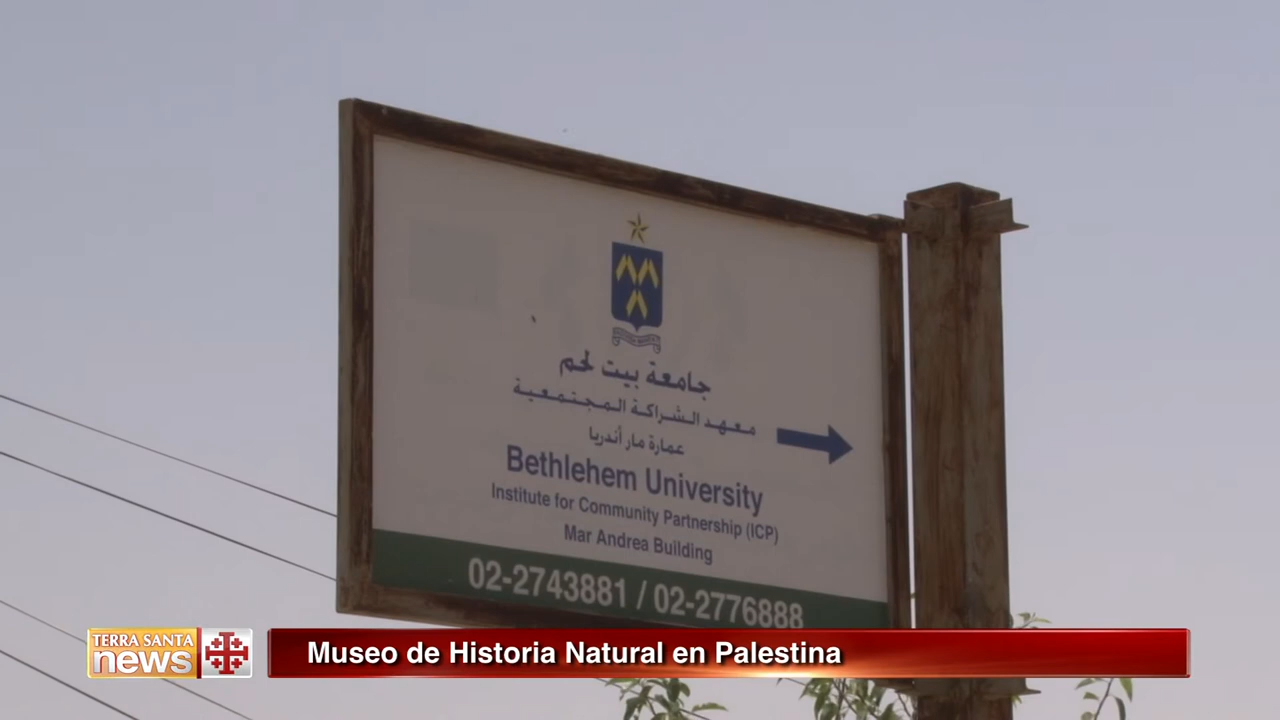 جامعة بيت لحم
معهد الشراكة المجتمعية
عمارة مار أندريا
Bethlehem University
Institute for Community Partnership (ICP)
Mar Andrea Building
02-2743881 / 02-2776888
TERRA SANTA
news
Museo de Historia Natural en Palestina